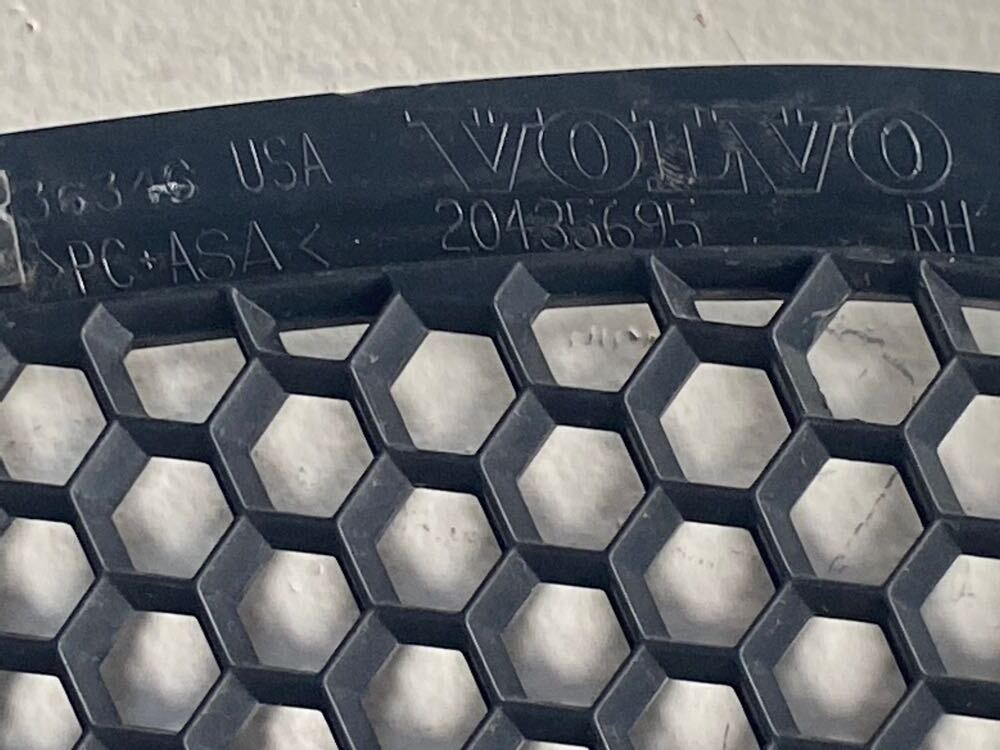 USA VOLVO
>PC+ASA< 20435695 RH